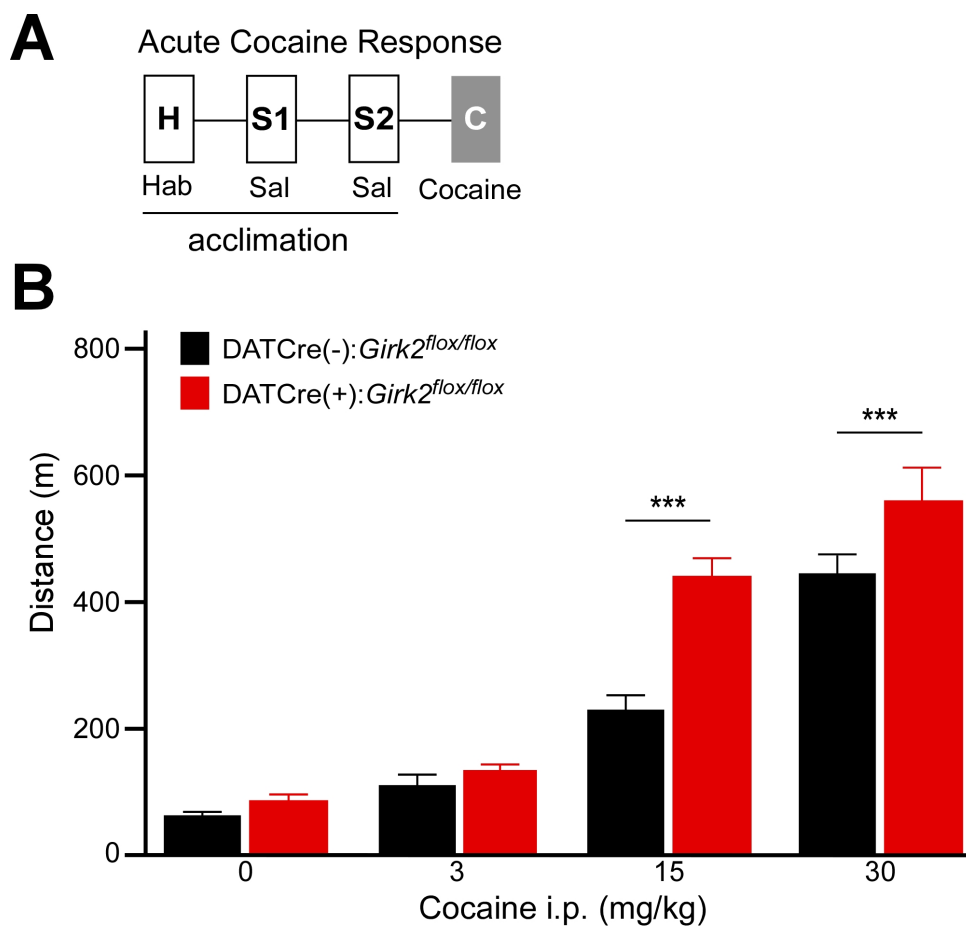 A
Acute Cocaine Response
H S1 S2 C
Hab Sal Sal Cocaine
acclimation
B
800
600
400
200
0
Distance (m)
DATCre(-):Girk2flox/flox
DATCre(+):Girk2flox/flox
***
***
0 3 15 30
Cocaine i.p. (mg/kg)